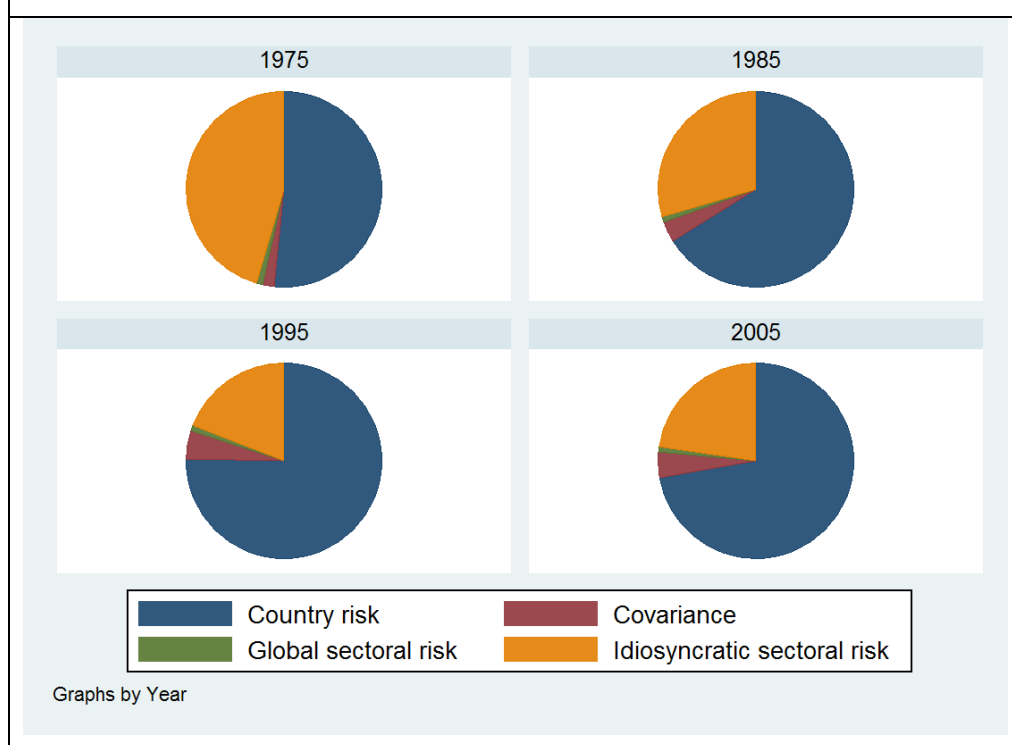 1975
1985
1995
2005
Country risk
Covariance
Global sectoral risk
Idiosyncratic sectoral risk
Graphs by Year